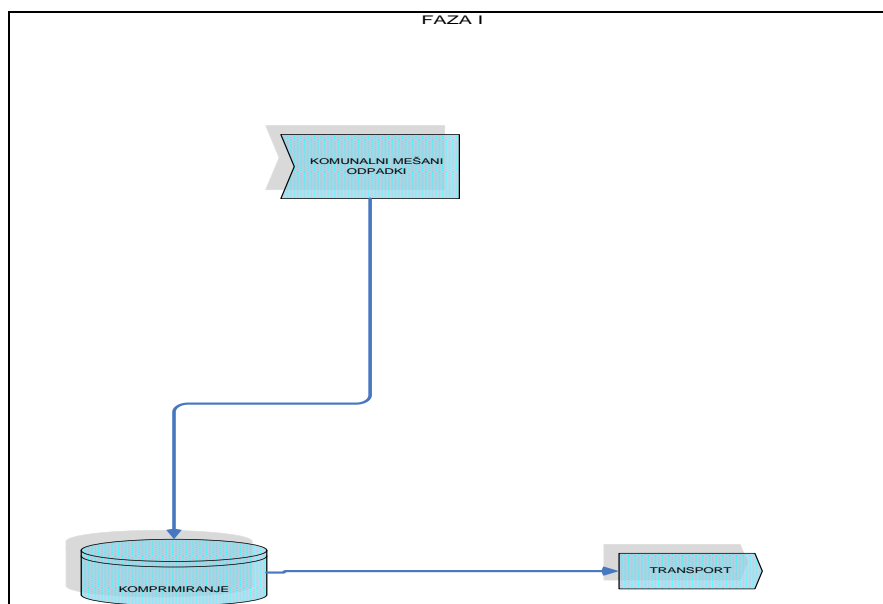 FAZA I
KOMUNALNI MEŠANI
ODPADKI
KOMPRIMIRANJE
TRANSPORT